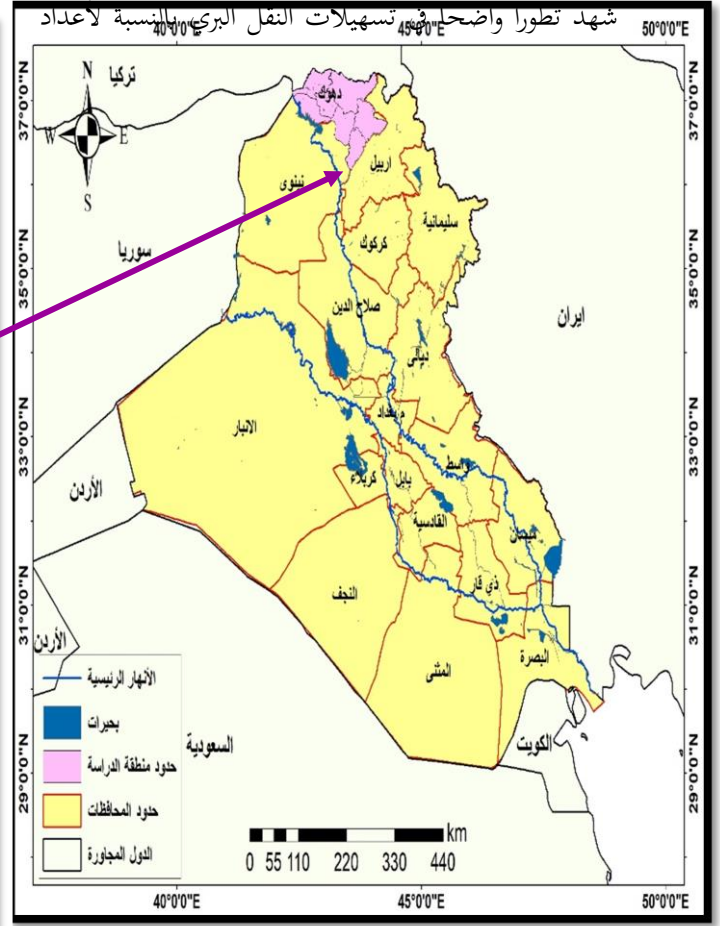 شهد تطورا واضحا في تسهيلات النقل البري بالنسبة لاعداد
40°0'0"E 45°0'0"E 50°0'0"E
N
W E
S
تركيا
دهوك
37°0'0"N 37°0'0"N
نينوى
اربيل
سليمانية
كركوك
سوريا
35°0'0"N 35°0'0"N
صلاح الدين
ايران
ديالى
بغداد
الانبار
33°0'0"N 33°0'0"N
واسط
كربلاء
بابل
الأردن
القادسية
ميسان
النجف
ذي قار
31°0'0"N 31°0'0"N
الأردن
البصرة
المثنى
الأنهار الرئيسية
بحيرات
حدود منطقة الدراسة
حدود المحافظات
الدول المجاورة
السعودية
الكويت
29°0'0"N 29°0'0"N
km
0 55 110 220 330 440
40°0'0"E 45°0'0"E 50°0'0"E